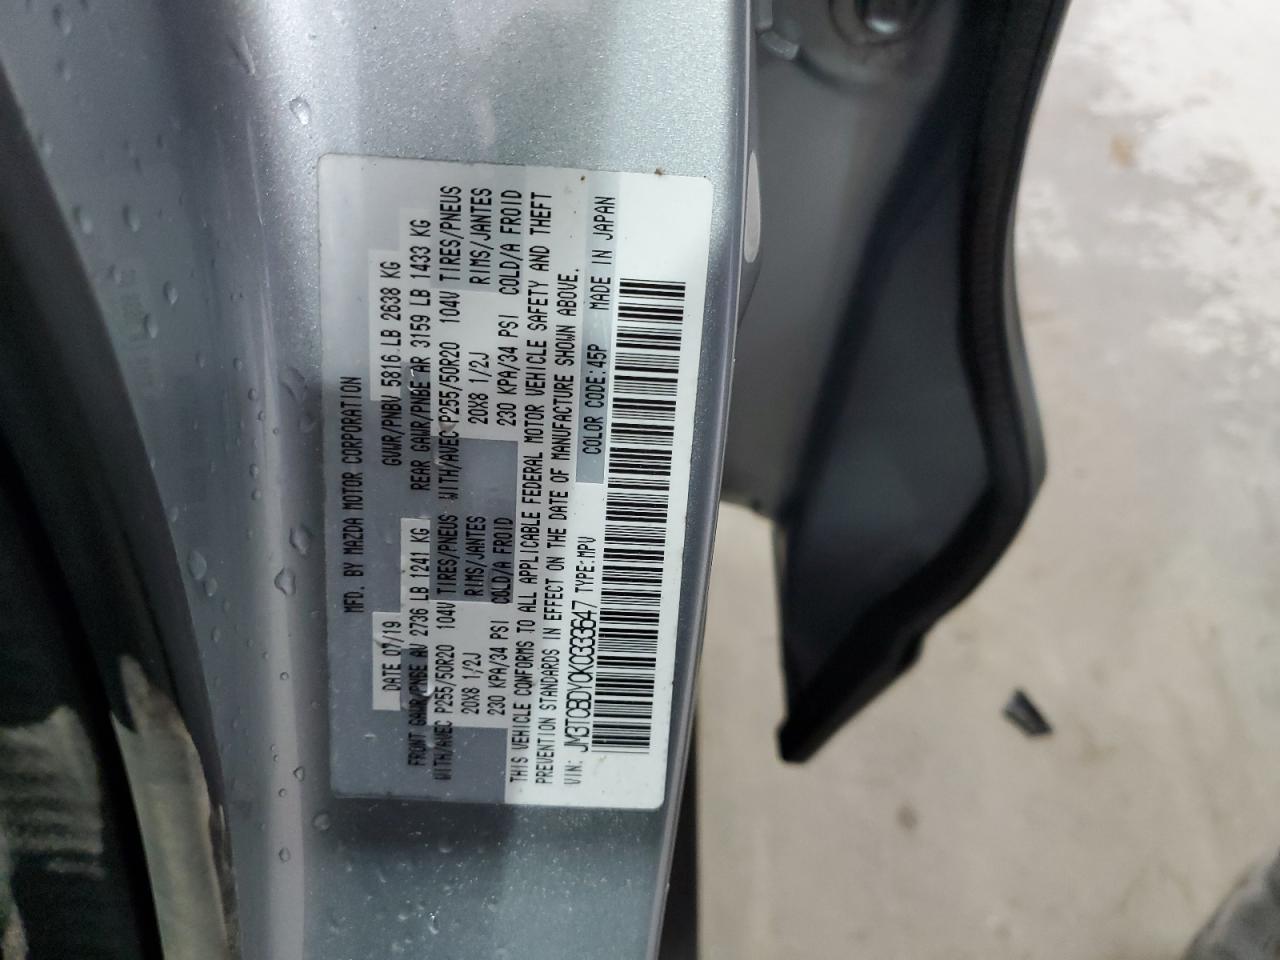 MFD. BY MAZDA MOTOR CORPORATION
DATE 07/19 GVWR/PNBV 5816 LB 2638 KG
FRONT GAWR/PNBE AV 2736 LB 1241 KG REAR GAWR/PNBE AR 3159 LB 1433 KG
WITH/AVEC P255/50R20 104V TIRES/PNEUS WITH/AVEC P255/50R20 104V TIRES/PNEUS
20X8 1/2J RIMS/JANTES 20X8 1/2J RIMS/JANTES
230 KPA/34 PSI COLD/A FROID 230 KPA/34 PSI COLD/A FROID
THIS VEHICLE CONFORMS TO ALL APPLICABLE FEDERAL MOTOR VEHICLE SAFETY AND THEFT
PREVENTION STANDARDS IN EFFECT ON THE DATE OF MANUFACTURE SHOWN ABOVE.
VIN: JM3TCBDY0K0333647 TYPE:MPV COLOR CODE:45P MADE IN JAPAN